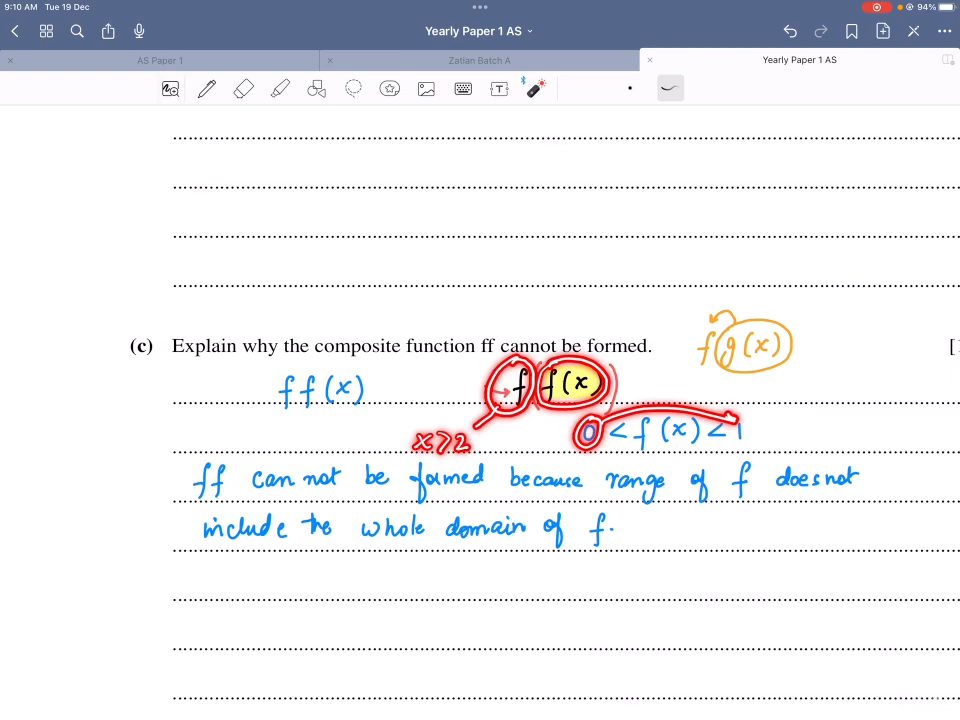 9:10 AM Tue 19 Dec
94%
Yearly Paper 1 AS
AS Paper 1
Zatian Batch A
Yearly Paper 1 AS
(c) Explain why the composite function ff cannot be formed. [1
f g(x)
f f (x)
f f(x)
x>2
0 < f (x) < 1
ff can not be formed because range of f does not
include the whole domain of f.